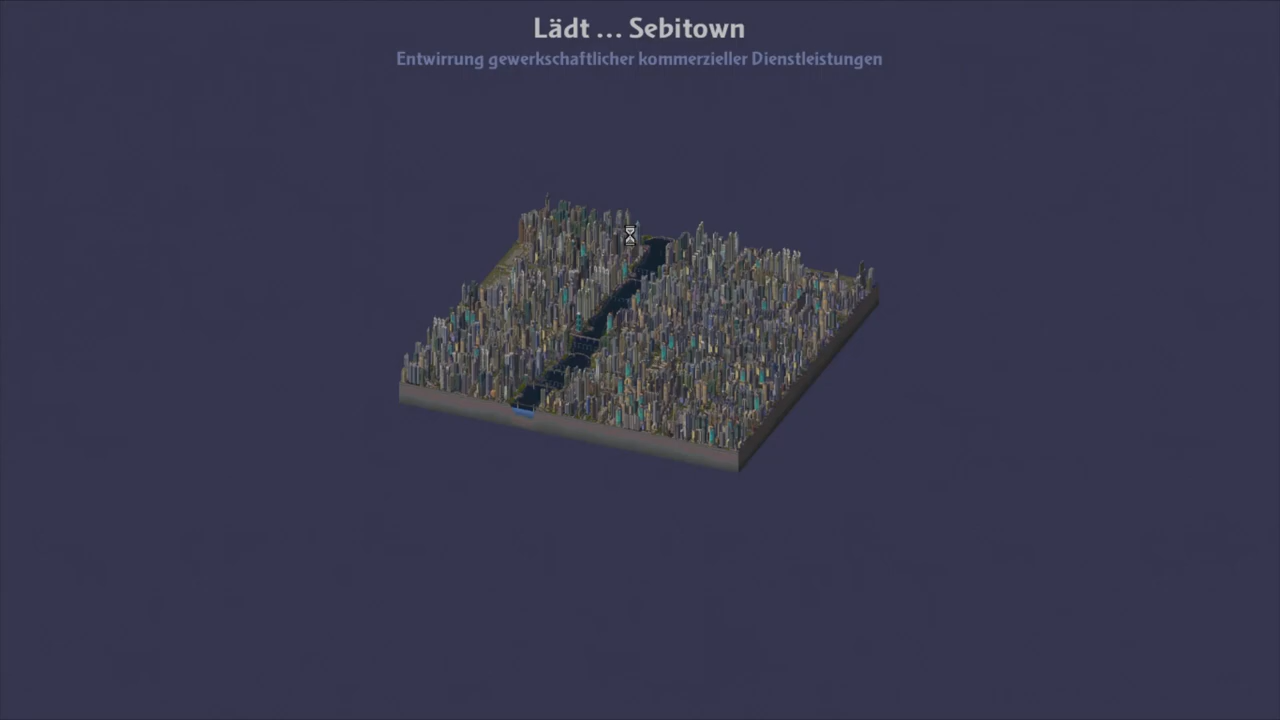 Lädt ... Sebitown
Entwirrung gewerkschaftlicher kommerzieller Dienstleistungen